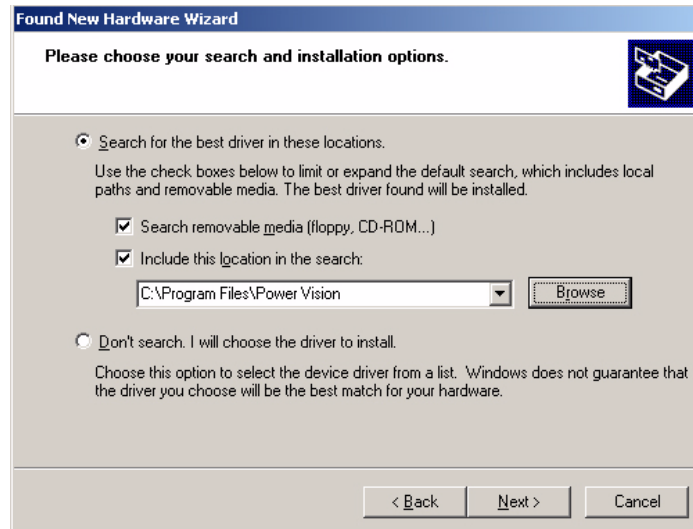 Found New Hardware Wizard
Please choose your search and installation options.
Search for the best driver in these locations.
Use the check boxes below to limit or expand the default search, which includes local
paths and removable media. The best driver found will be installed.
Search removable media (floppy, CD-ROM...)
Include this location in the search:
C:\Program Files\Power Vision
Browse
Don't search. I will choose the driver to install.
Choose this option to select the device driver from a list. Windows does not guarantee that
the driver you choose will be the best match for your hardware.
< Back
Next >
Cancel